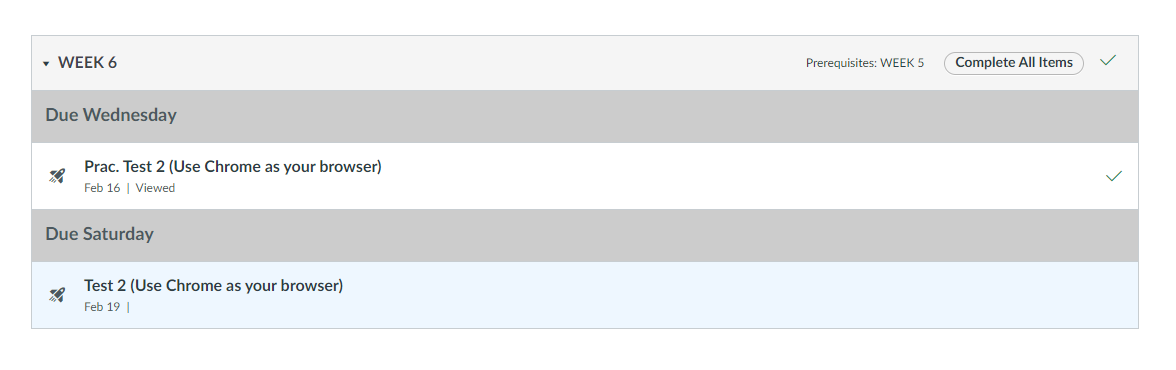 WEEK 6
Prerequisites: WEEK 5 Complete All Items
Due Wednesday
Prac. Test 2 (Use Chrome as your browser)
Feb 16 | Viewed
Due Saturday
Test 2 (Use Chrome as your browser)
Feb 19 |